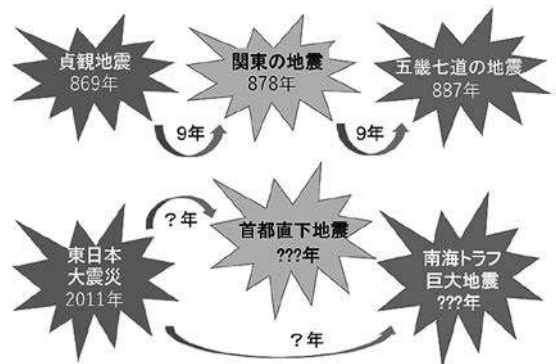 貞観地震
869年
関東の地震
878年
五畿七道の地震
887年
9年
9年
?年
東日本
大震災
2011年
首都直下地震
???年
南海トラフ
巨大地震
???年
?年